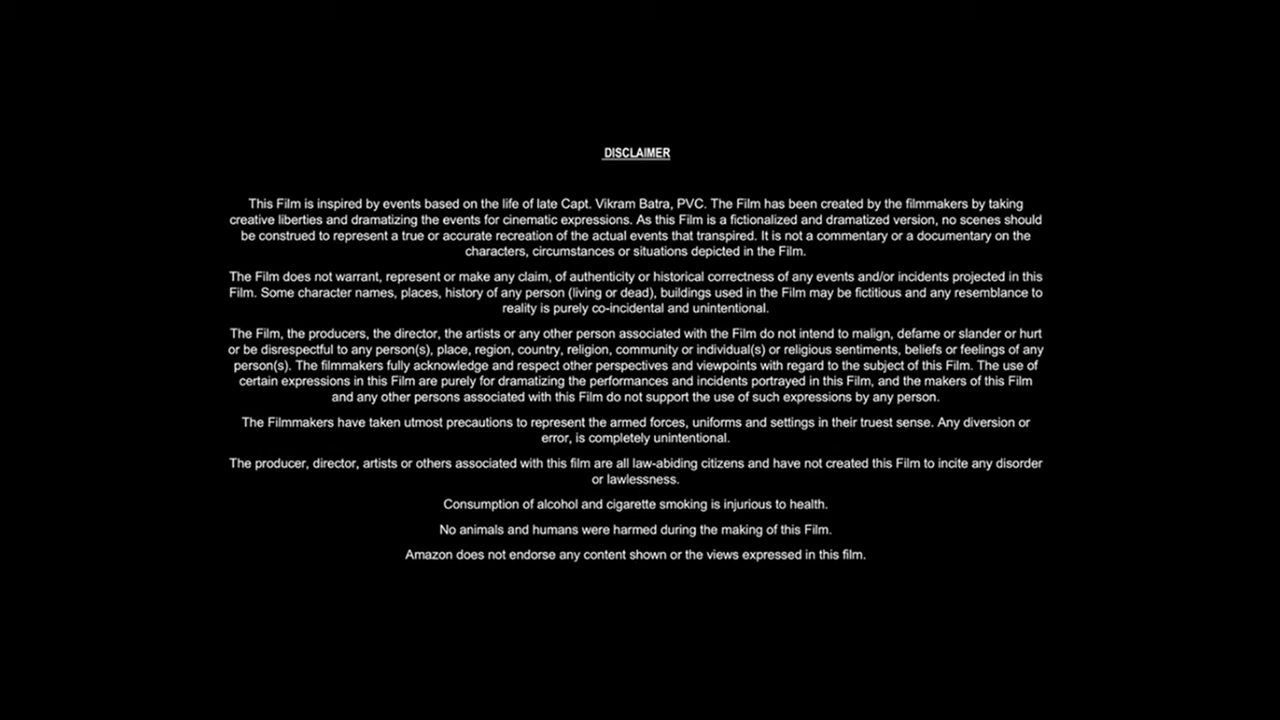 DISCLAIMER
This Film is inspired by events based on the life of late Capt. Vikram Batra, PVC. The Film has been created by the filmmakers by taking
creative liberties and dramatizing the events for cinematic expressions. As this Film is a fictionalized and dramatized version, no scenes should
be construed to represent a true or accurate recreation of the actual events that transpired. It is not a commentary or a documentary on the
characters, circumstances or situations depicted in the Film.
The Film does not warrant, represent or make any claim, of authenticity or historical correctness of any events and/or incidents projected in this
Film. Some character names, places, history of any person (living or dead), buildings used in the Film may be fictitious and any resemblance to
reality is purely co-incidental and unintentional.
The Film, the producers, the director, the artists or any other person associated with the Film do not intend to malign, defame or slander or hurt
or be disrespectful to any person(s), place, region, country, religion, community or individual(s) or religious sentiments, beliefs or feelings of any
person(s). The filmmakers fully acknowledge and respect other perspectives and viewpoints with regard to the subject of this Film. The use of
certain expressions in this Film are purely for dramatizing the performances and incidents portrayed in this Film, and the makers of this Film
and any other persons associated with this Film do not support the use of such expressions by any person.
The Filmmakers have taken utmost precautions to represent the armed forces, uniforms and settings in their truest sense. Any diversion or
error, is completely unintentional.
The producer, director, artists or others associated with this film are all law-abiding citizens and have not created this Film to incite any disorder
or lawlessness.
Consumption of alcohol and cigarette smoking is injurious to health.
No animals and humans were harmed during the making of this Film.
Amazon does not endorse any content shown or the views expressed in this film.